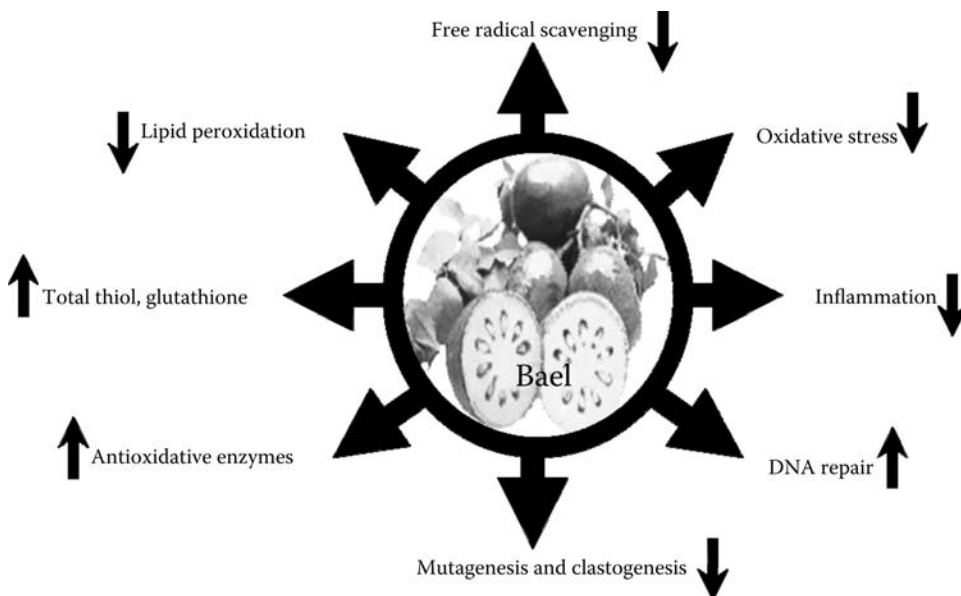 Free radical scavenging
Lipid peroxidation
Oxidative stress
Total thiol, glutathione
Inflammation
Bael
Antioxidative enzymes
DNA repair
Mutagenesis and clastogenesis